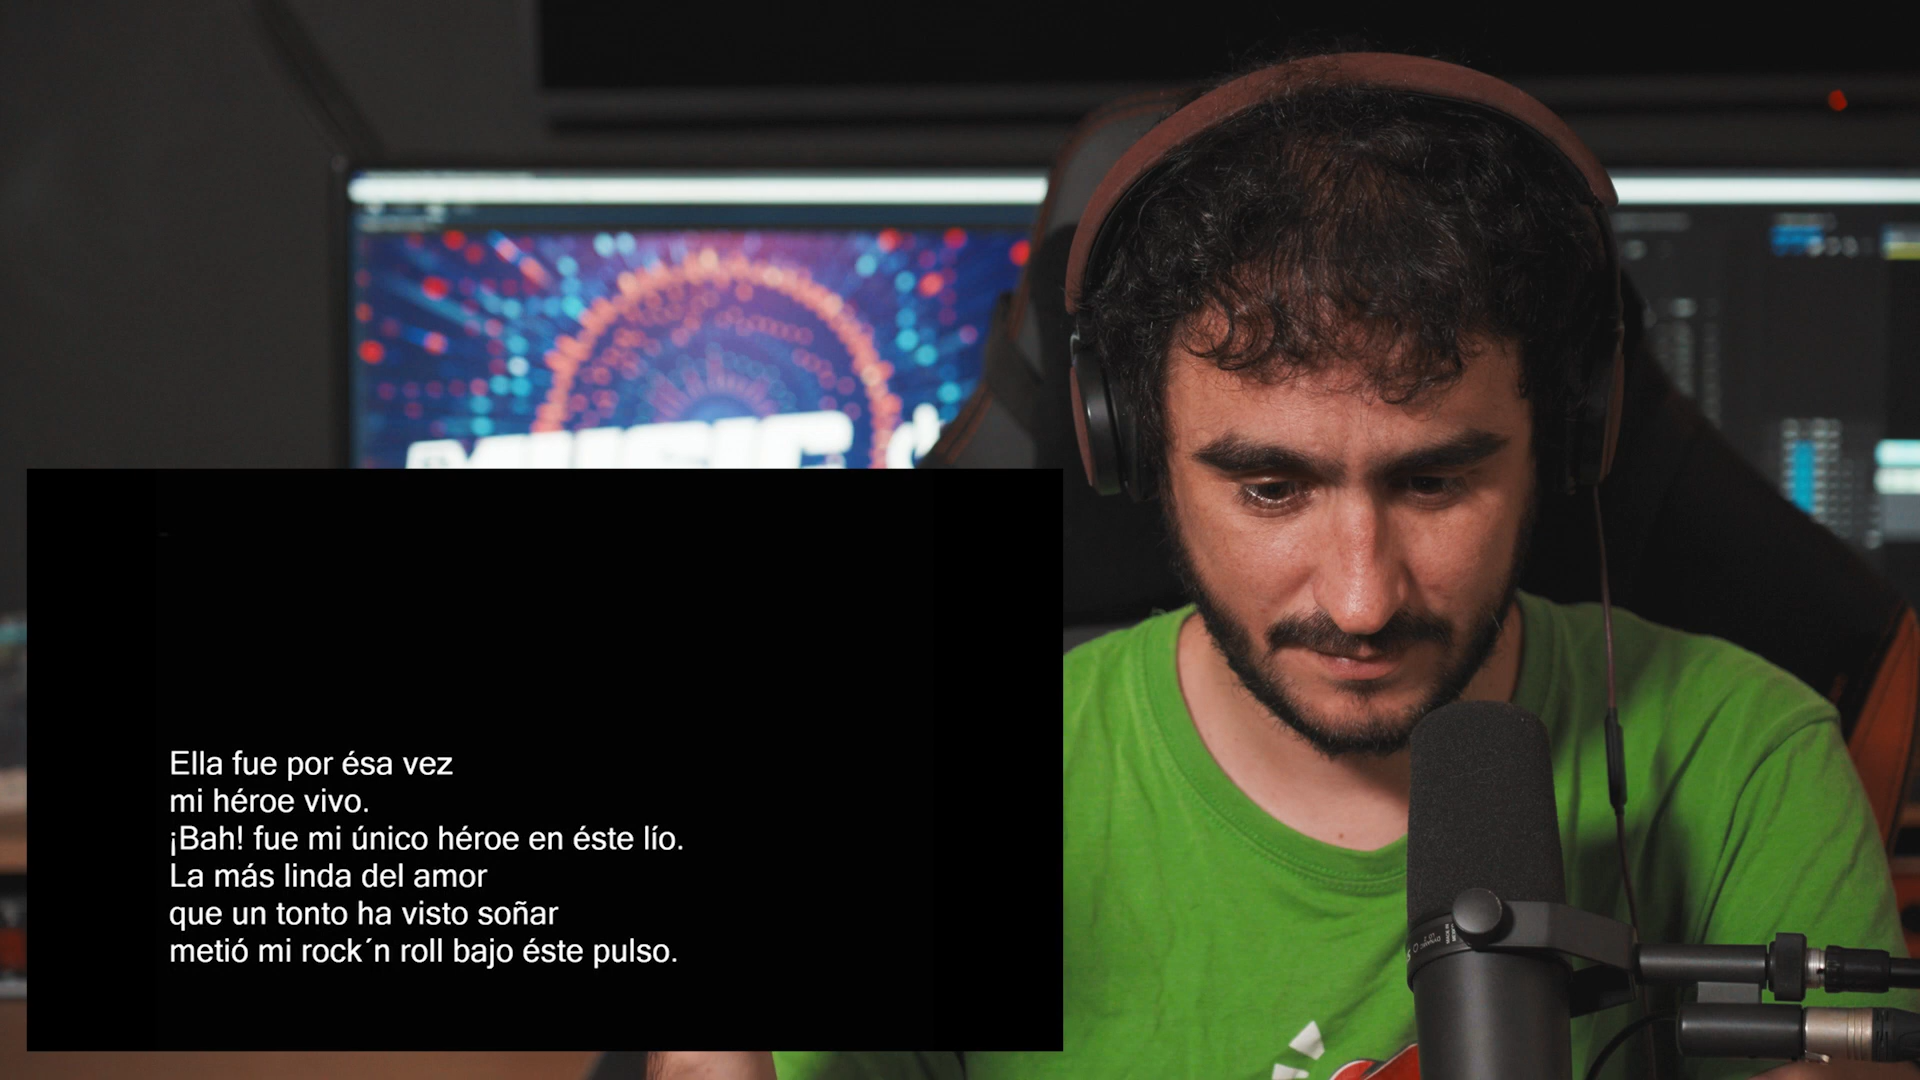 MUSIC
Ella fue por ésa vez
mi héroe vivo.
¡Bah! fue mi único héroe en éste lío.
La más linda del amor
que un tonto ha visto soñar
metió mi rock´n roll bajo éste pulso.